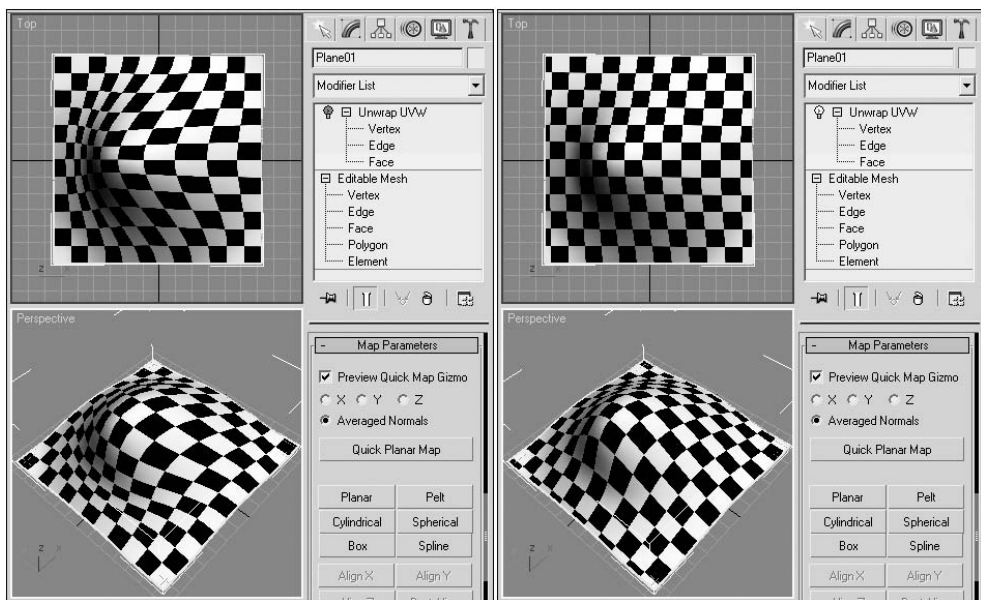 Top
Perspective
Plane01
Modifier List
Unwrap UVW
Vertex
Edge
Face
Editable Mesh
Vertex
Edge
Face
Polygon
Element
- Map Parameters
Preview Quick Map Gizmo
X Y Z
Averaged Normals
Quick Planar Map
Planar Pelt
Cylindrical Spherical
Box Spline
Align X Align Y
Top
Perspective
Plane01
Modifier List
Unwrap UVW
Vertex
Edge
Face
Editable Mesh
Vertex
Edge
Face
Polygon
Element
- Map Parameters
Preview Quick Map Gizmo
X Y Z
Averaged Normals
Quick Planar Map
Planar Pelt
Cylindrical Spherical
Box Spline
Align X Align Y